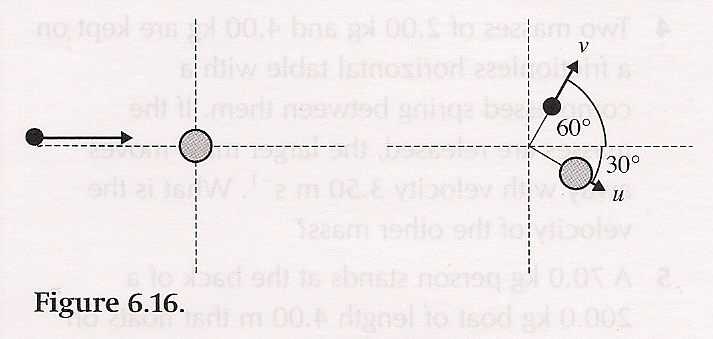 v
60°
30°
u
Figure 6.16.
4 Two masses of 2.00 kg and 4.00 kg are kept on
a frictionless horizontal table with a
compressed spring between them. If the
masses are released, the larger mass moves
away with velocity 3.50 m s⁻¹. What is the
velocity of the other mass?
5 A 70.0 kg person stands at the back of a
200.0 kg boat of length 4.00 m that floats on